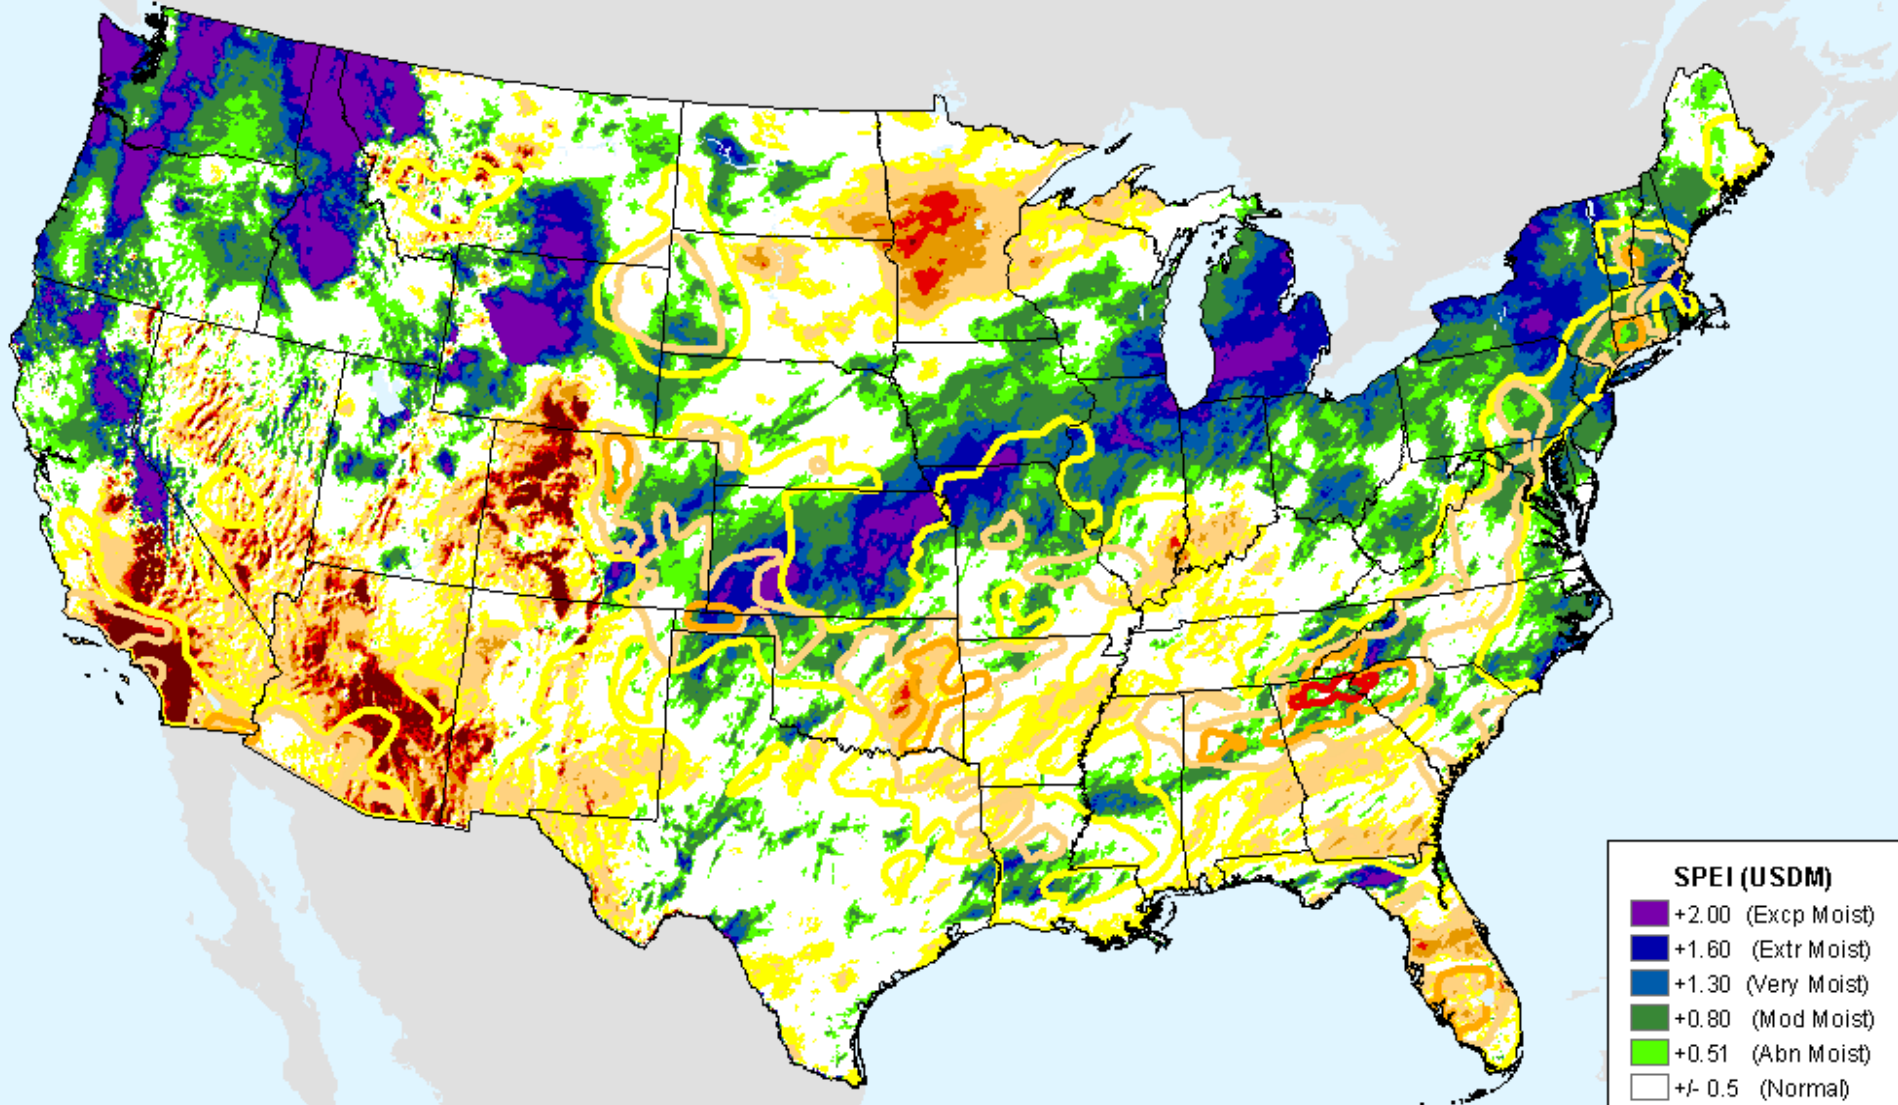 SPEI (USDM)
+2.00 (Excp Moist)
+1.60 (Extr Moist)
+1.30 (Very Moist)
+0.80 (Mod Moist)
+0.51 (Abn Moist)
+/- 0.5 (Normal)